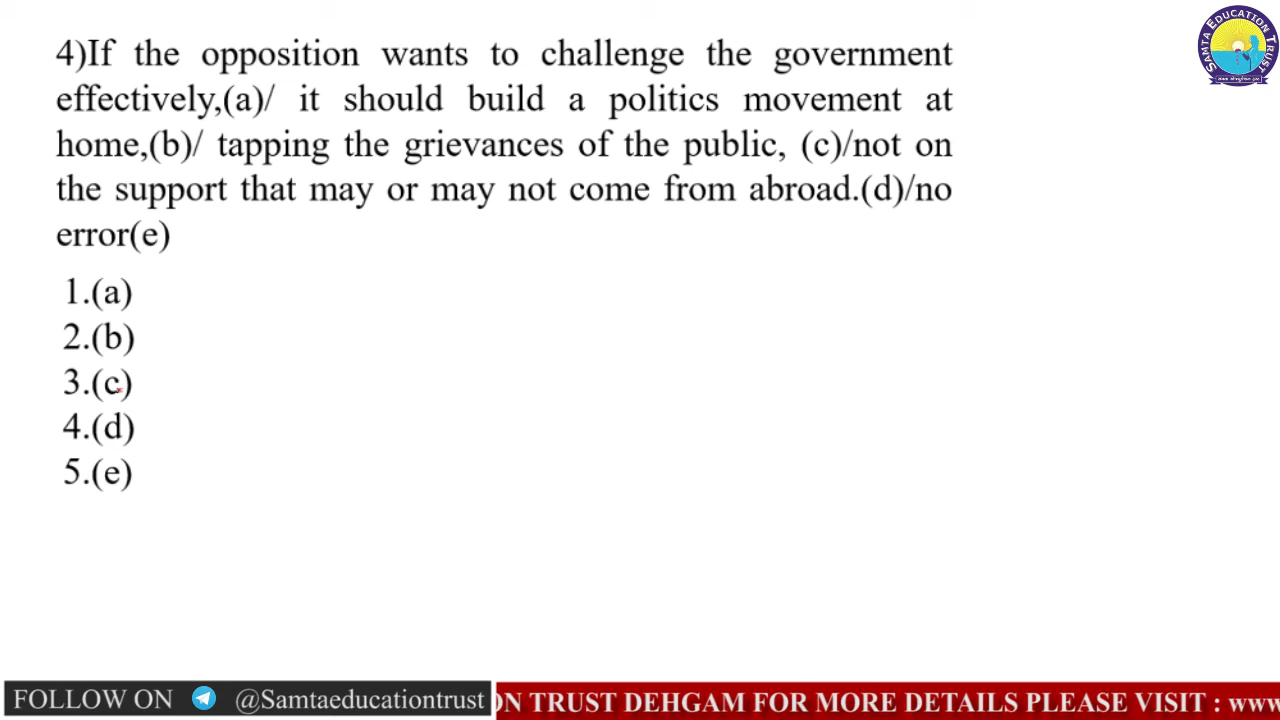 4)If the opposition wants to challenge the government
effectively,(a)/ it should build a politics movement at
home,(b)/ tapping the grievances of the public, (c)/not on
the support that may or may not come from abroad.(d)/no
error(e)
1.(a)
2.(b)
3.(c)
4.(d)
5.(e)
SAMTA EDUCATION TRUST
FOLLOW ON @Samtaeducationtrust
ON TRUST DEHGAM FOR MORE DETAILS PLEASE VISIT : www